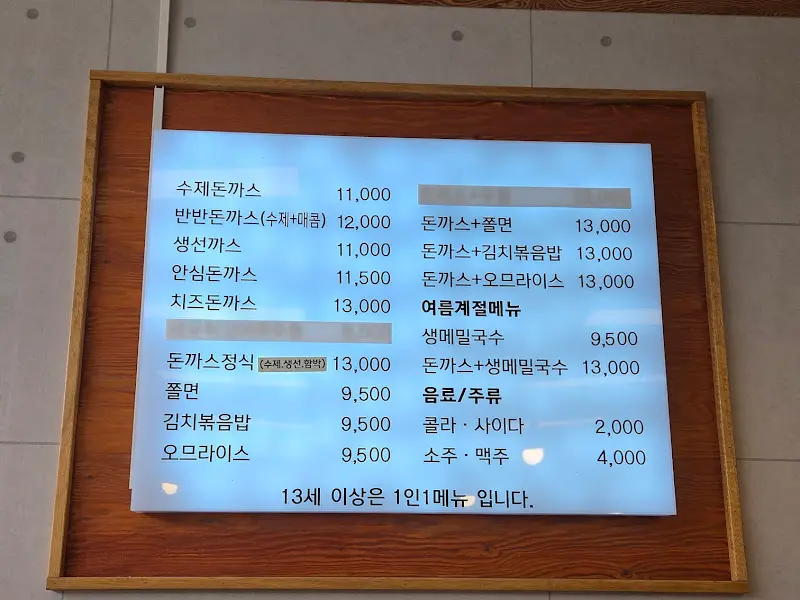 수제돈까스 11,000
반반돈까스(수제+매콤) 12,000
생선까스 11,000
안심돈까스 11,500
치즈돈까스 13,000
돈까스정식 (수제.생선.함박) 13,000
쫄면 9,500
김치볶음밥 9,500
오므라이스 9,500
돈까스+쫄면 13,000
돈까스+김치볶음밥 13,000
돈까스+오므라이스 13,000
여름계절메뉴
생메밀국수 9,500
돈까스+생메밀국수 13,000
음료/주류
콜라 · 사이다 2,000
소주 · 맥주 4,000
13세 이상은 1인1메뉴 입니다.